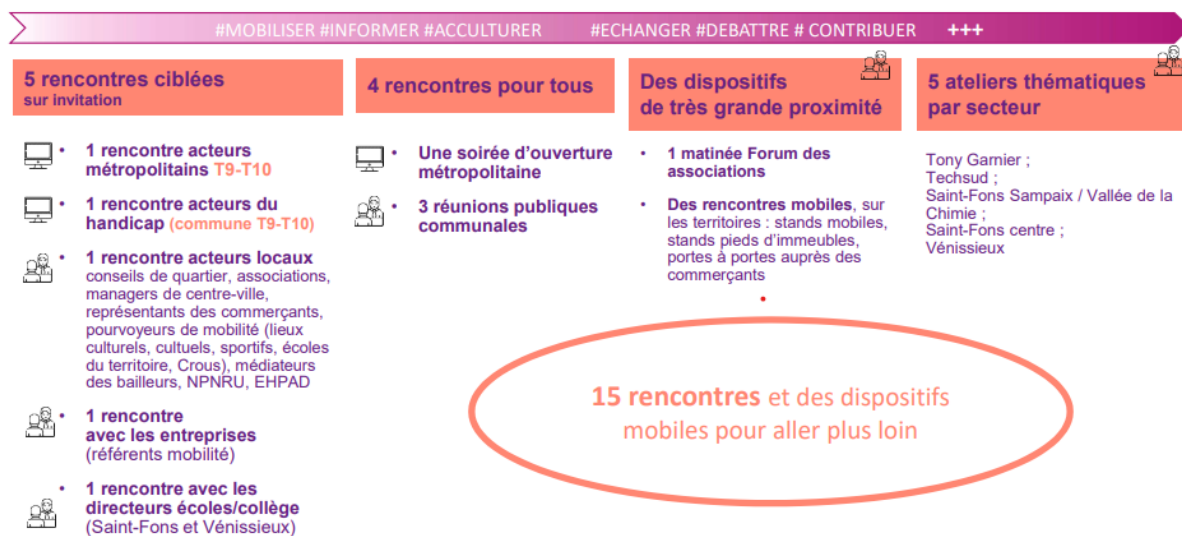 #MOBILISER #INFORMER #ACCULTURER #ECHANGER #DEBATTRE # CONTRIBUER +++
5 rencontres ciblées
sur invitation
• 1 rencontre acteurs
métropolitains T9-T10
• 1 rencontre acteurs du
handicap (commune T9-T10)
• 1 rencontre acteurs locaux
conseils de quartier, associations,
managers de centre-ville,
représentants des commerçants,
pourvoyeurs de mobilité (lieux
culturels, cultuels, sportifs, écoles
du territoire, Crous), médiateurs
des bailleurs, NPNRU, EHPAD
• 1 rencontre
avec les entreprises
(référents mobilité)
• 1 rencontre avec les
directeurs écoles/collège
(Saint-Fons et Vénissieux)
4 rencontres pour tous
• Une soirée d'ouverture
métropolitaine
• 3 réunions publiques
communales
Des dispositifs
de très grande proximité
• 1 matinée Forum des
associations
• Des rencontres mobiles, sur
les territoires : stands mobiles,
stands pieds d'immeubles,
portes à portes auprès des
commerçants
5 ateliers thématiques
par secteur
Tony Garnier ;
Techsud ;
Saint-Fons Sampaix / Vallée de la
Chimie ;
Saint-Fons centre ;
Vénissieux
15 rencontres et des dispositifs
mobiles pour aller plus loin